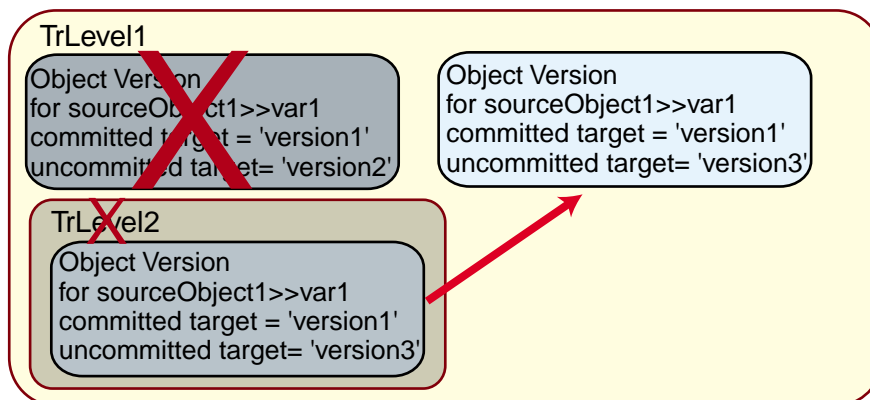 TrLevel1
Object Version
for sourceObject1>>var1
committed target = 'version1'
uncommitted target= 'version2'
Object Version
for sourceObject1>>var1
committed target = 'version1'
uncommitted target= 'version3'
TrLevel2
Object Version
for sourceObject1>>var1
committed target = 'version1'
uncommitted target= 'version3'